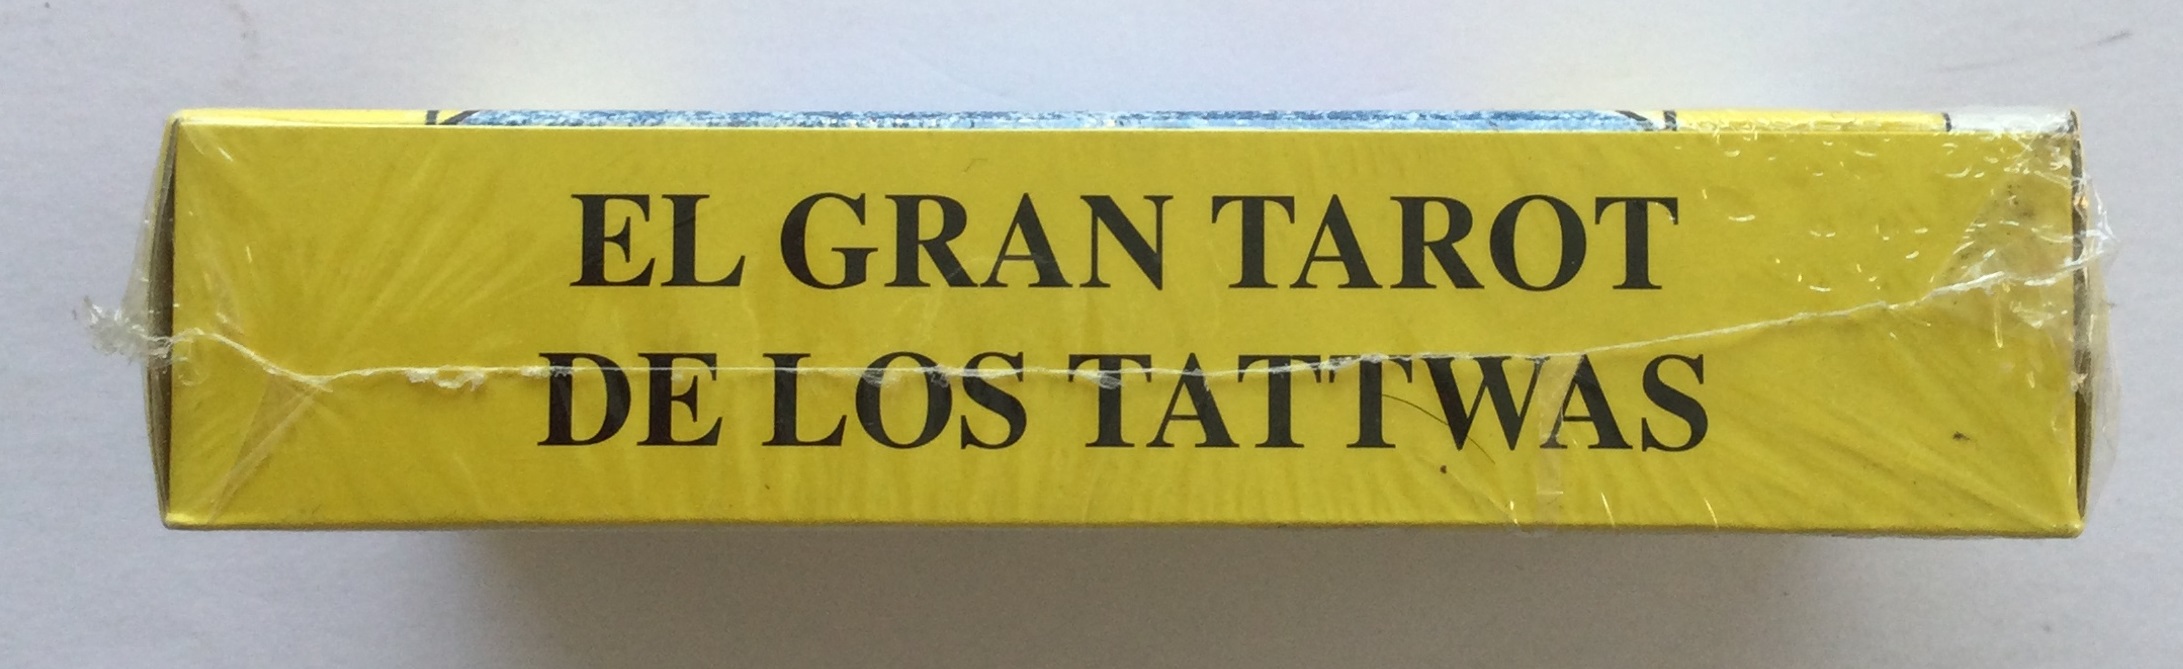 EL GRAN TAROT
DE LOS TATTWAS